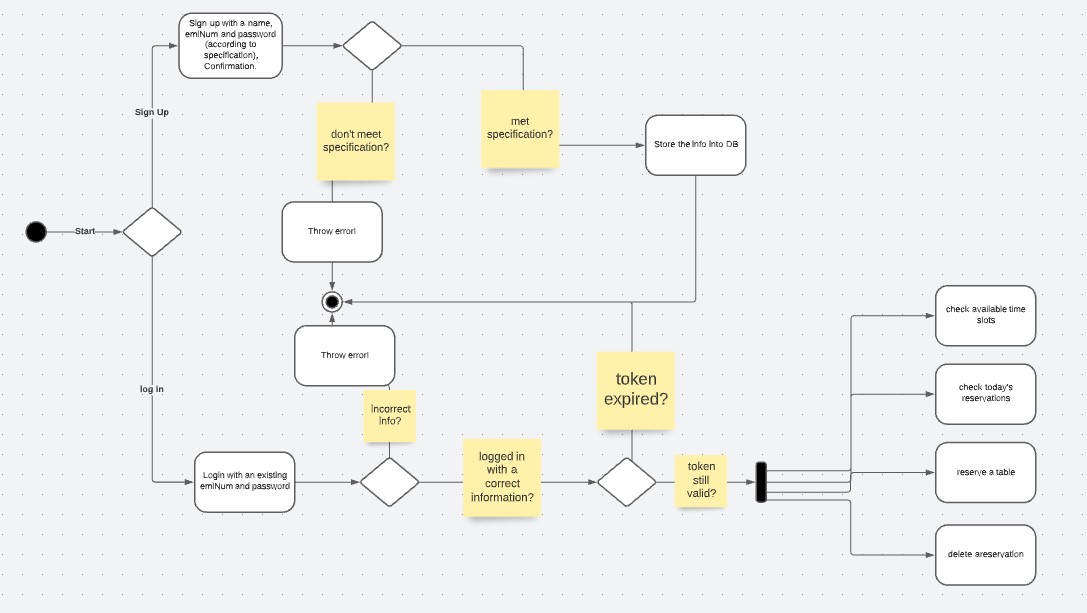 Sign up with a name,
emlNum and password
(according to
specification),
Confirmation.
Sign Up
don't meet
specification?
met
specification?
Store the info into DB
Start
Throw error!
Throw error!
check available time
slots
token
expired?
check today's
reservations
log in
incorrect
info?
Login with an existing
emlNum and password
logged in
with a
correct
information?
token
still
valid?
reserve a table
delete areservation